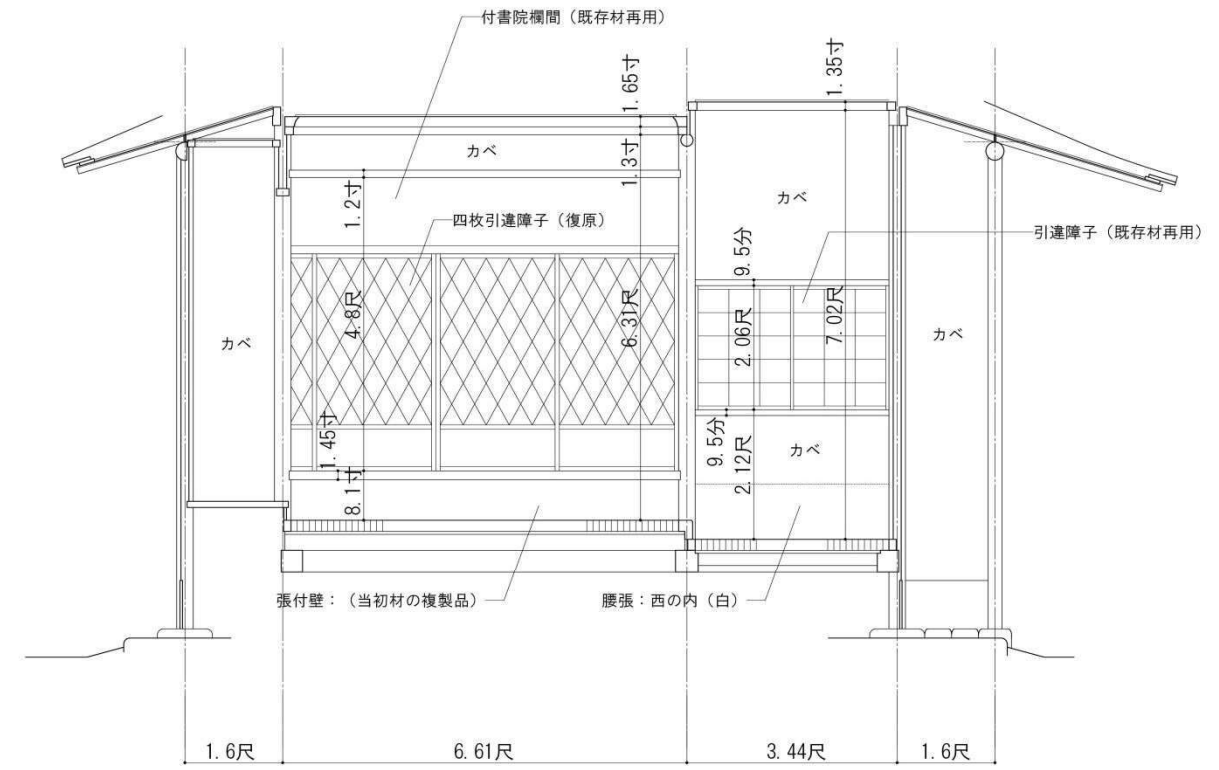 付書院欄間（既存材再用）
1.65寸
1.35寸
カベ
1.3寸
1.2寸
カベ
四枚引違障子（復原）
引違障子（既存材再用）
9.5分
カベ
4.8尺
6.31尺
2.06尺
7.02尺
カベ
1.45寸
9.5分
カベ
8.1寸
2.12尺
張付壁：（当初材の複製品）
腰張：西の内（白）
1.6尺
6.61尺
3.44尺
1.6尺